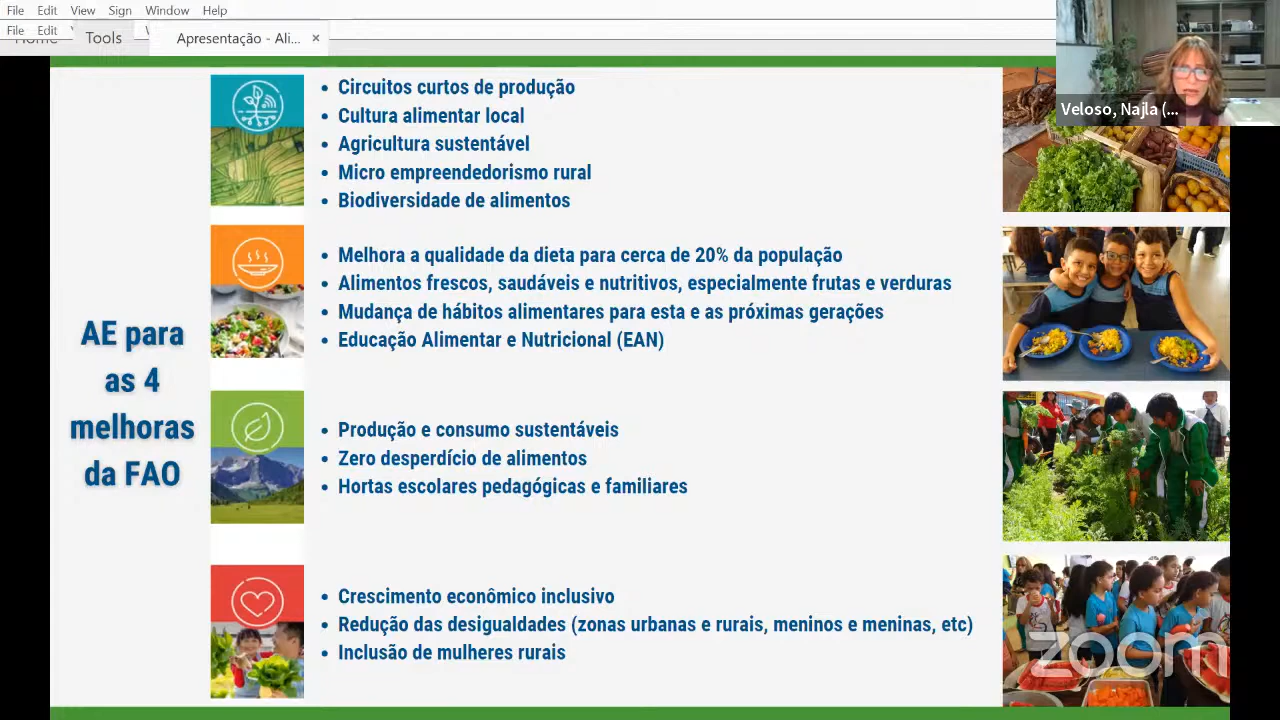 File Edit View Sign Window Help
File Edit
Home Tools Apresentação - Ali... ×
Veloso, Najla (...
AE para
as 4
melhoras
da FAO
• Circuitos curtos de produção
• Cultura alimentar local
• Agricultura sustentável
• Micro empreendedorismo rural
• Biodiversidade de alimentos
• Melhora a qualidade da dieta para cerca de 20% da população
• Alimentos frescos, saudáveis e nutritivos, especialmente frutas e verduras
• Mudança de hábitos alimentares para esta e as próximas gerações
• Educação Alimentar e Nutricional (EAN)
• Produção e consumo sustentáveis
• Zero desperdício de alimentos
• Hortas escolares pedagógicas e familiares
• Crescimento econômico inclusivo
• Redução das desigualdades (zonas urbanas e rurais, meninos e meninas, etc)
• Inclusão de mulheres rurais
zoom